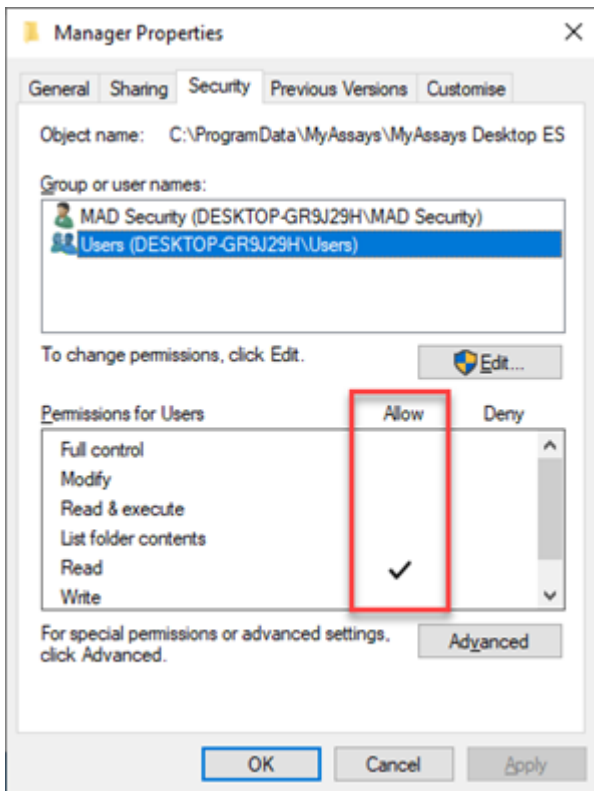 Manager Properties
General Sharing Security Previous Versions Customise
Object name: C:\ProgramData\MyAssays\MyAssays Desktop ES
Group or user names:
MAD Security (DESKTOP-GR9J29H\MAD Security)
Users (DESKTOP-GR9J29H\Users)
To change permissions, click Edit.
Edit...
Permissions for Users Allow Deny
Full control
Modify
Read & execute
List folder contents
Read
Write
For special permissions or advanced settings,
click Advanced.
Advanced
OK Cancel Apply